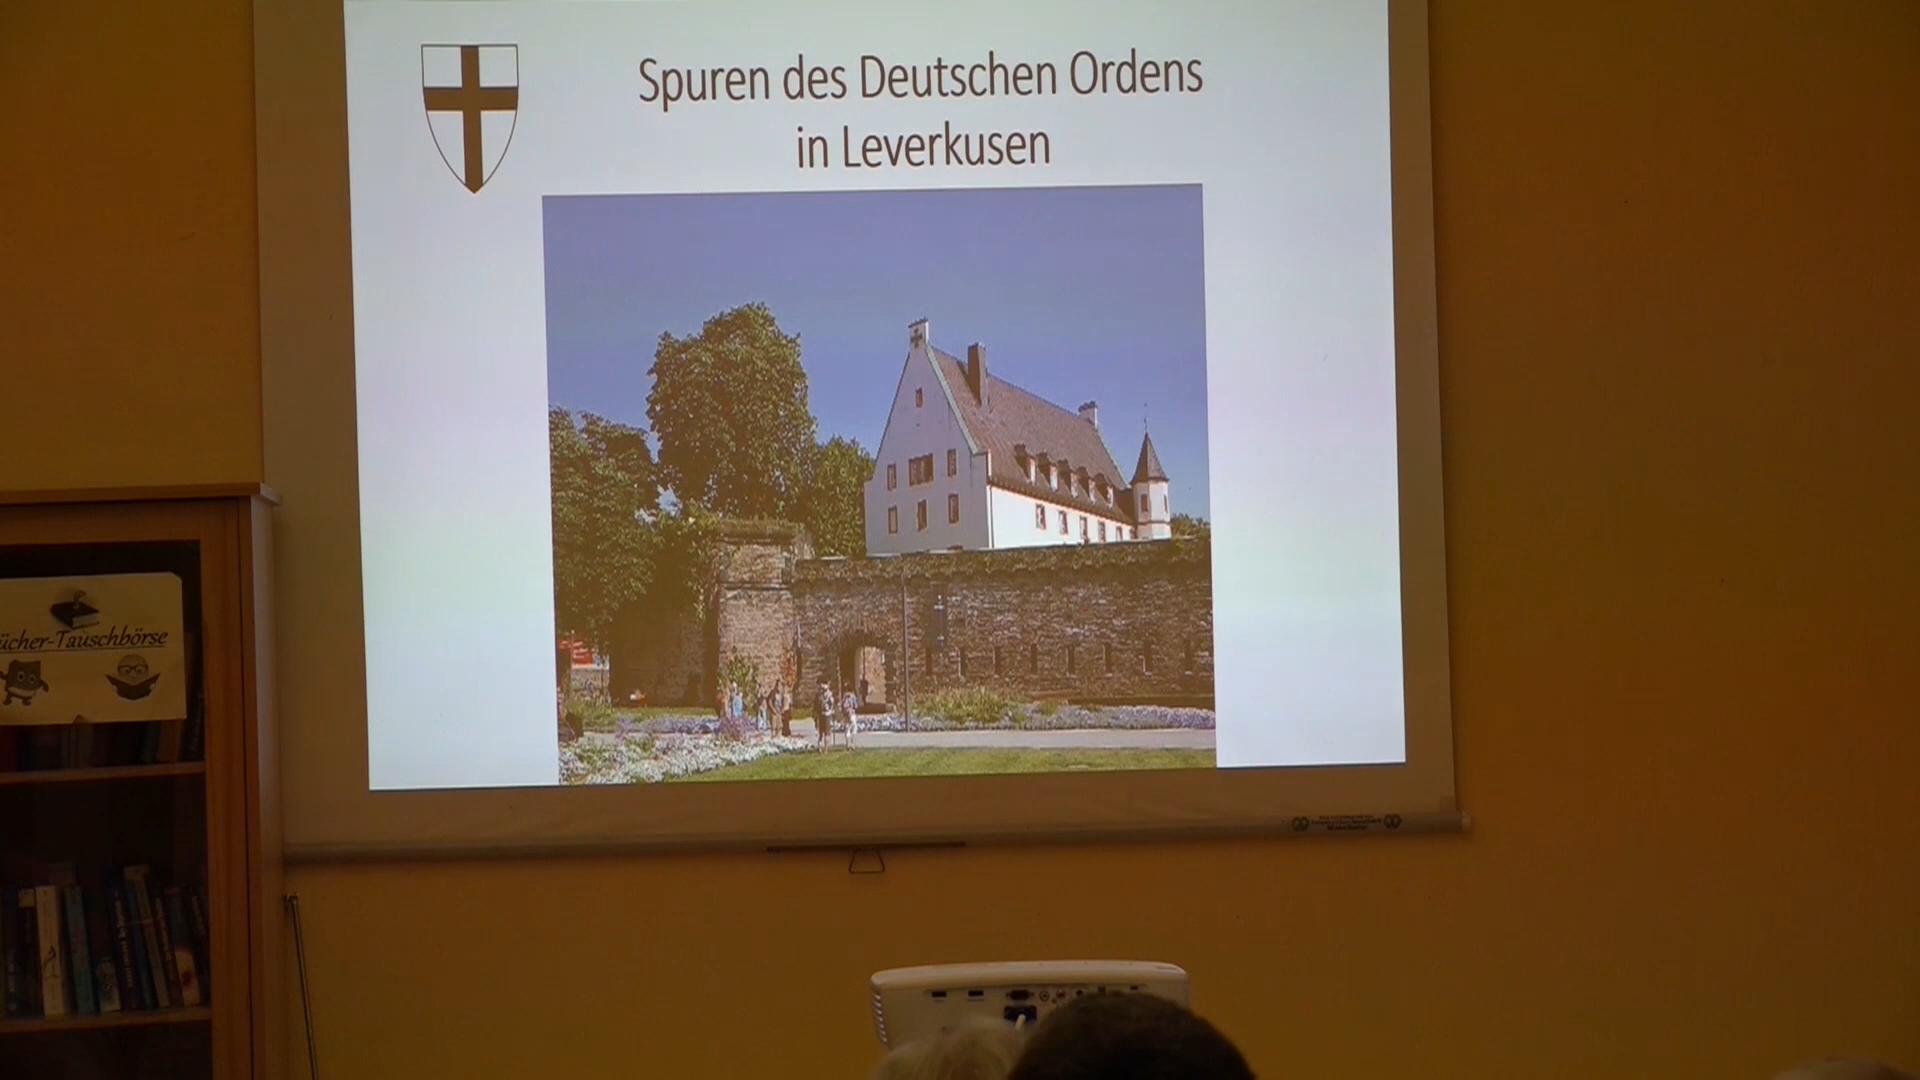 Spuren des Deutschen Ordens
in Leverkusen
ücher-Tauschbörse